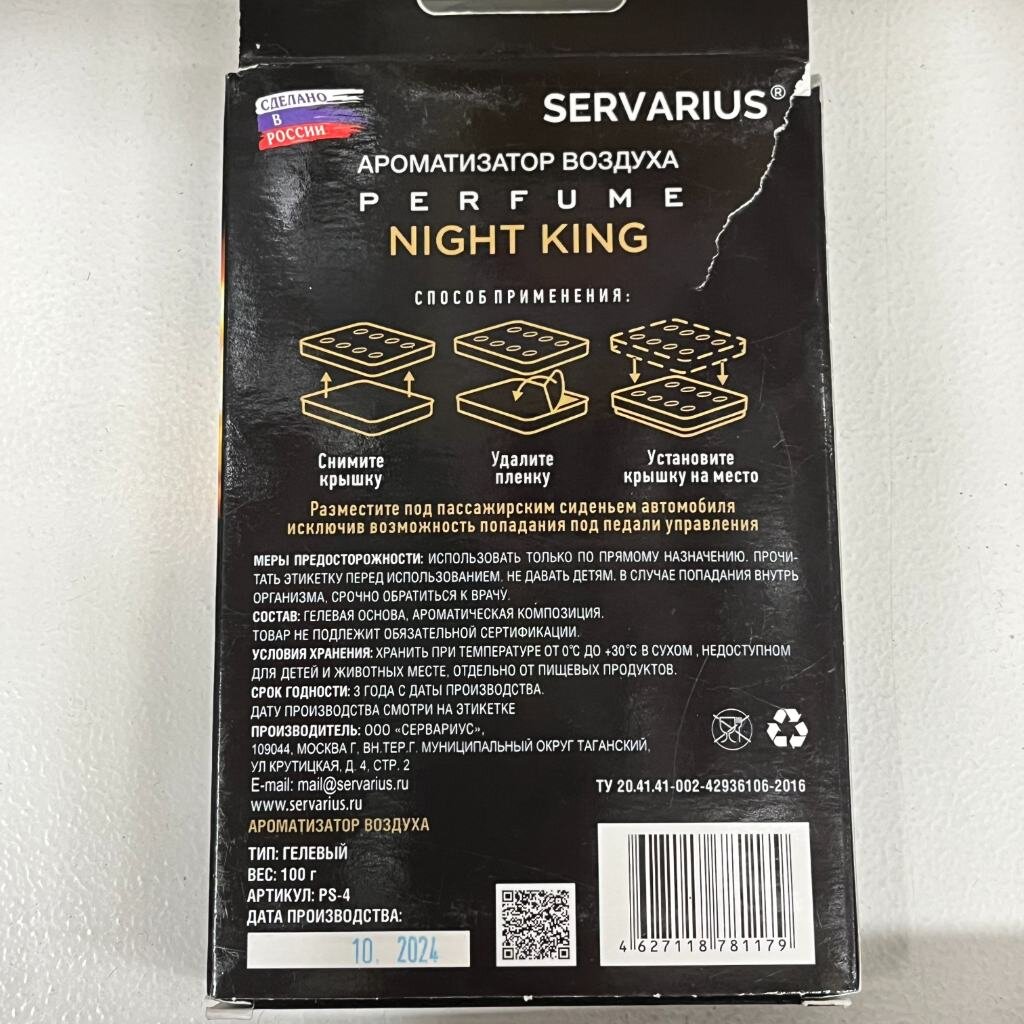 СДЕЛАНО
В
РОССИИ
SERVARIUS®
АРОМАТИЗАТОР ВОЗДУХА
PERFUME
NIGHT KING
СПОСОБ ПРИМЕНЕНИЯ:
Снимите
крышку
Удалите
пленку
Установите
крышку на место
Разместите под пассажирским сиденьем автомобиля
исключив возможность попадания под педали управления
МЕРЫ ПРЕДОСТОРОЖНОСТИ: ИСПОЛЬЗОВАТЬ ТОЛЬКО ПО ПРЯМОМУ НАЗНАЧЕНИЮ. ПРОЧИ-
ТАТЬ ЭТИКЕТКУ ПЕРЕД ИСПОЛЬЗОВАНИЕМ. НЕ ДАВАТЬ ДЕТЯМ. В СЛУЧАЕ ПОПАДАНИЯ ВНУТРЬ
ОРГАНИЗМА, СРОЧНО ОБРАТИТЬСЯ К ВРАЧУ.
СОСТАВ: ГЕЛЕВАЯ ОСНОВА, АРОМАТИЧЕСКАЯ КОМПОЗИЦИЯ.
ТОВАР НЕ ПОДЛЕЖИТ ОБЯЗАТЕЛЬНОЙ СЕРТИФИКАЦИИ.
УСЛОВИЯ ХРАНЕНИЯ: ХРАНИТЬ ПРИ ТЕМПЕРАТУРЕ ОТ 0°С ДО +30°С В СУХОМ , НЕДОСТУПНОМ
ДЛЯ ДЕТЕЙ И ЖИВОТНЫХ МЕСТЕ, ОТДЕЛЬНО ОТ ПИЩЕВЫХ ПРОДУКТОВ.
СРОК ГОДНОСТИ: 3 ГОДА С ДАТЫ ПРОИЗВОДСТВА.
ДАТУ ПРОИЗВОДСТВА СМОТРИ НА ЭТИКЕТКЕ
ПРОИЗВОДИТЕЛЬ: ООО «СЕРВАРИУС»,
109044, МОСКВА Г, ВН.ТЕР.Г. МУНИЦИПАЛЬНЫЙ ОКРУГ ТАГАНСКИЙ,
УЛ КРУТИЦКАЯ, Д. 4, СТР. 2
E-mail: mail@servarius.ru
www.servarius.ru
ТУ 20.41.41-002-42936106-2016
АРОМАТИЗАТОР ВОЗДУХА
ТИП: ГЕЛЕВЫЙ
ВЕС: 100 г
АРТИКУЛ: PS-4
ДАТА ПРОИЗВОДСТВА:
10. 2024
4 627118 781179